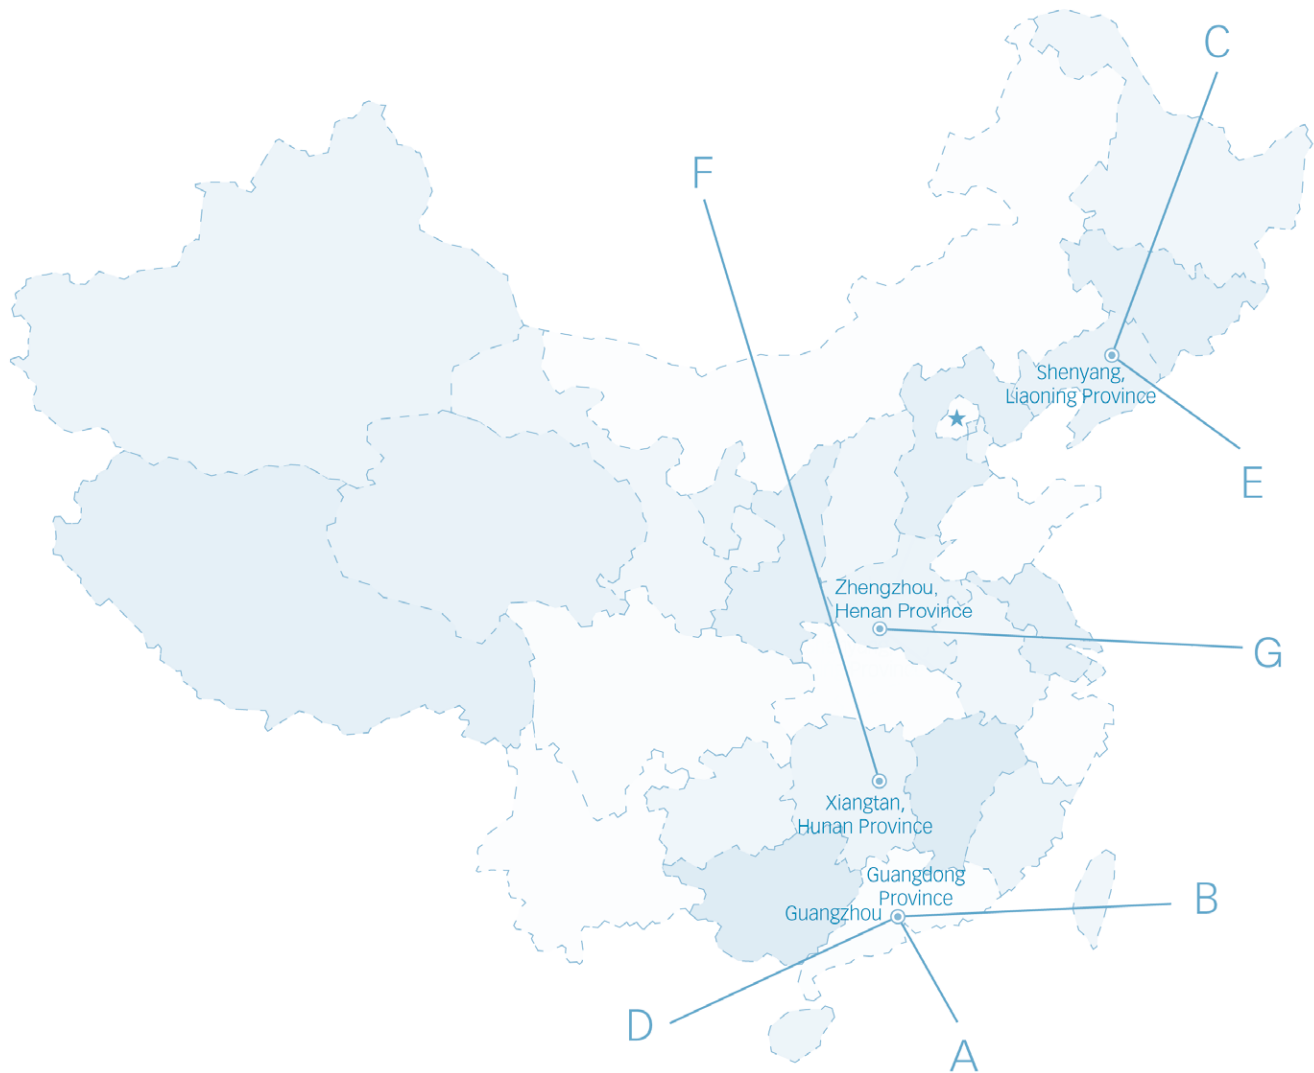 C
F
Shenyang,
Liaoning Province
E
Zhengzhou,
Henan Province
G
Xiangtan,
Hunan Province
Guangdong
Province
Guangzhou
B
D
A